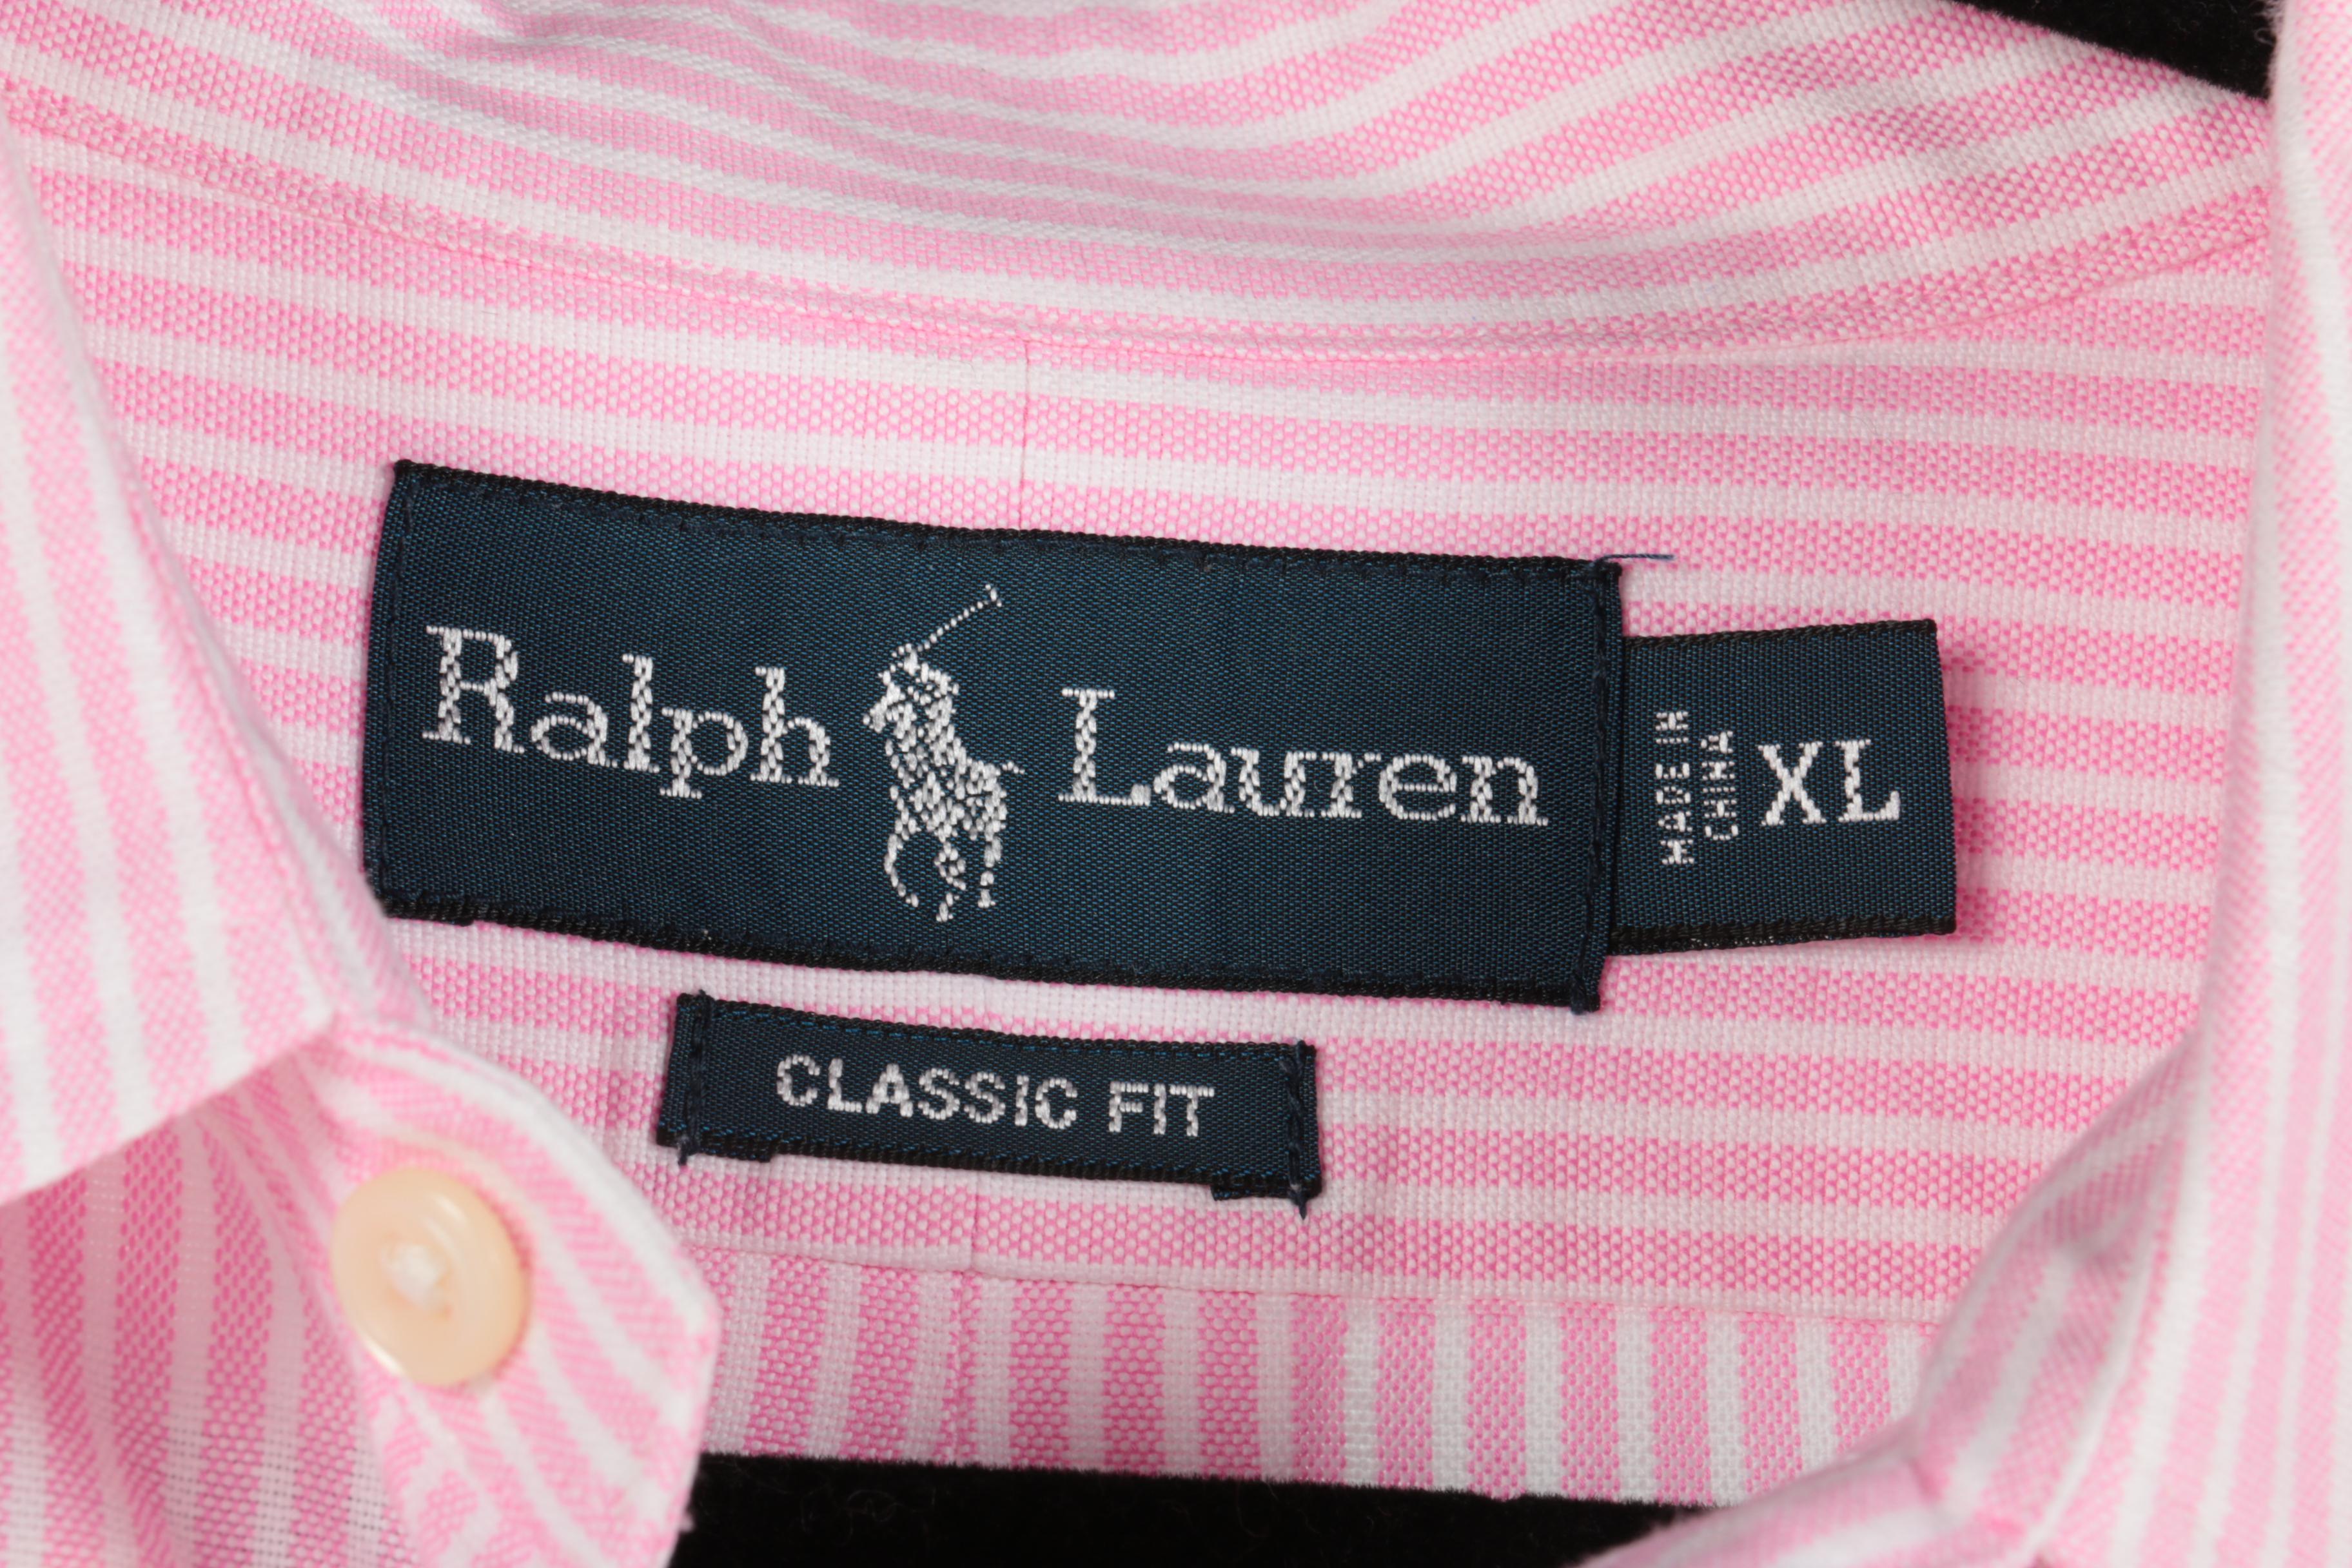 Ralph Lauren
MADE IN
CHINA
XL
CLASSIC FIT